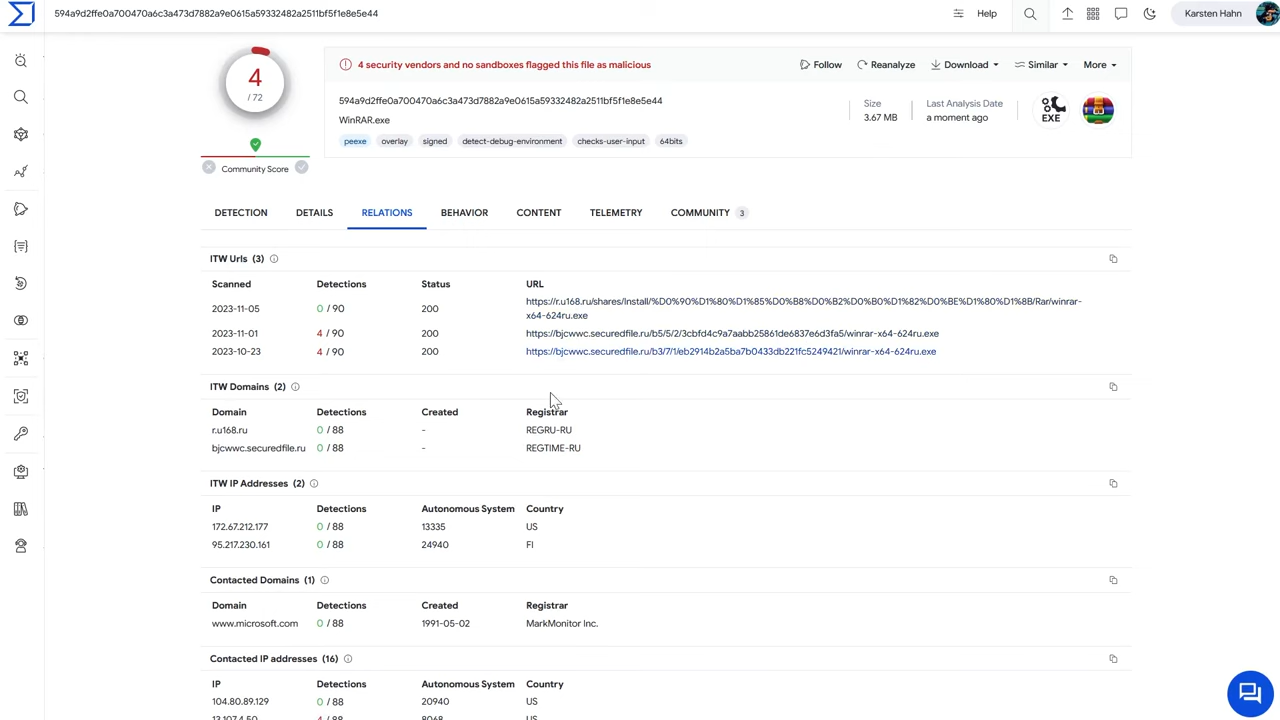 594a9d2ffe0a700470a6c3a473d7882a9e0615a59332482a2511bf5f1e8e5e44
Help
Karsten Hahn
4
/ 72
Community Score
4 security vendors and no sandboxes flagged this file as malicious
Follow
Reanalyze
Download
Similar
More
594a9d2ffe0a700470a6c3a473d7882a9e0615a59332482a2511bf5f1e8e5e44
WinRAR.exe
peexe overlay signed detect-debug-environment checks-user-input 64bits
Size
3.67 MB
Last Analysis Date
a moment ago
EXE
DETECTION DETAILS RELATIONS BEHAVIOR CONTENT TELEMETRY COMMUNITY 3
ITW Urls (3)
Scanned Detections Status URL
2023-11-05 0 / 90 200 https://r.u168.ru/shares/Install/%D0%90%D1%80%D1%85%D0%B8%D0%B2%D0%B0%D1%82%D0%BE%D1%80%D1%8B/Rar/winrar-
x64-624ru.exe
2023-11-01 4 / 90 200 https://bjcwwc.securedfile.ru/b5/5/2/3cbfd4c9a7aabb25861de6837e6d3fa5/winrar-x64-624ru.exe
2023-10-23 4 / 90 200 https://bjcwwc.securedfile.ru/b3/7/1/eb2914b2a5ba7b0433db221fc5249421/winrar-x64-624ru.exe
ITW Domains (2)
Domain Detections Created Registrar
r.u168.ru 0 / 88 - REGRU-RU
bjcwwc.securedfile.ru 0 / 88 - REGTIME-RU
ITW IP Addresses (2)
IP Detections Autonomous System Country
172.67.212.177 0 / 88 13335 US
95.217.230.161 0 / 88 24940 FI
Contacted Domains (1)
Domain Detections Created Registrar
www.microsoft.com 0 / 88 1991-05-02 MarkMonitor Inc.
Contacted IP addresses (16)
IP Detections Autonomous System Country
104.80.89.129 0 / 88 20940 US
13.107.4.50 4 / 88 8068 US